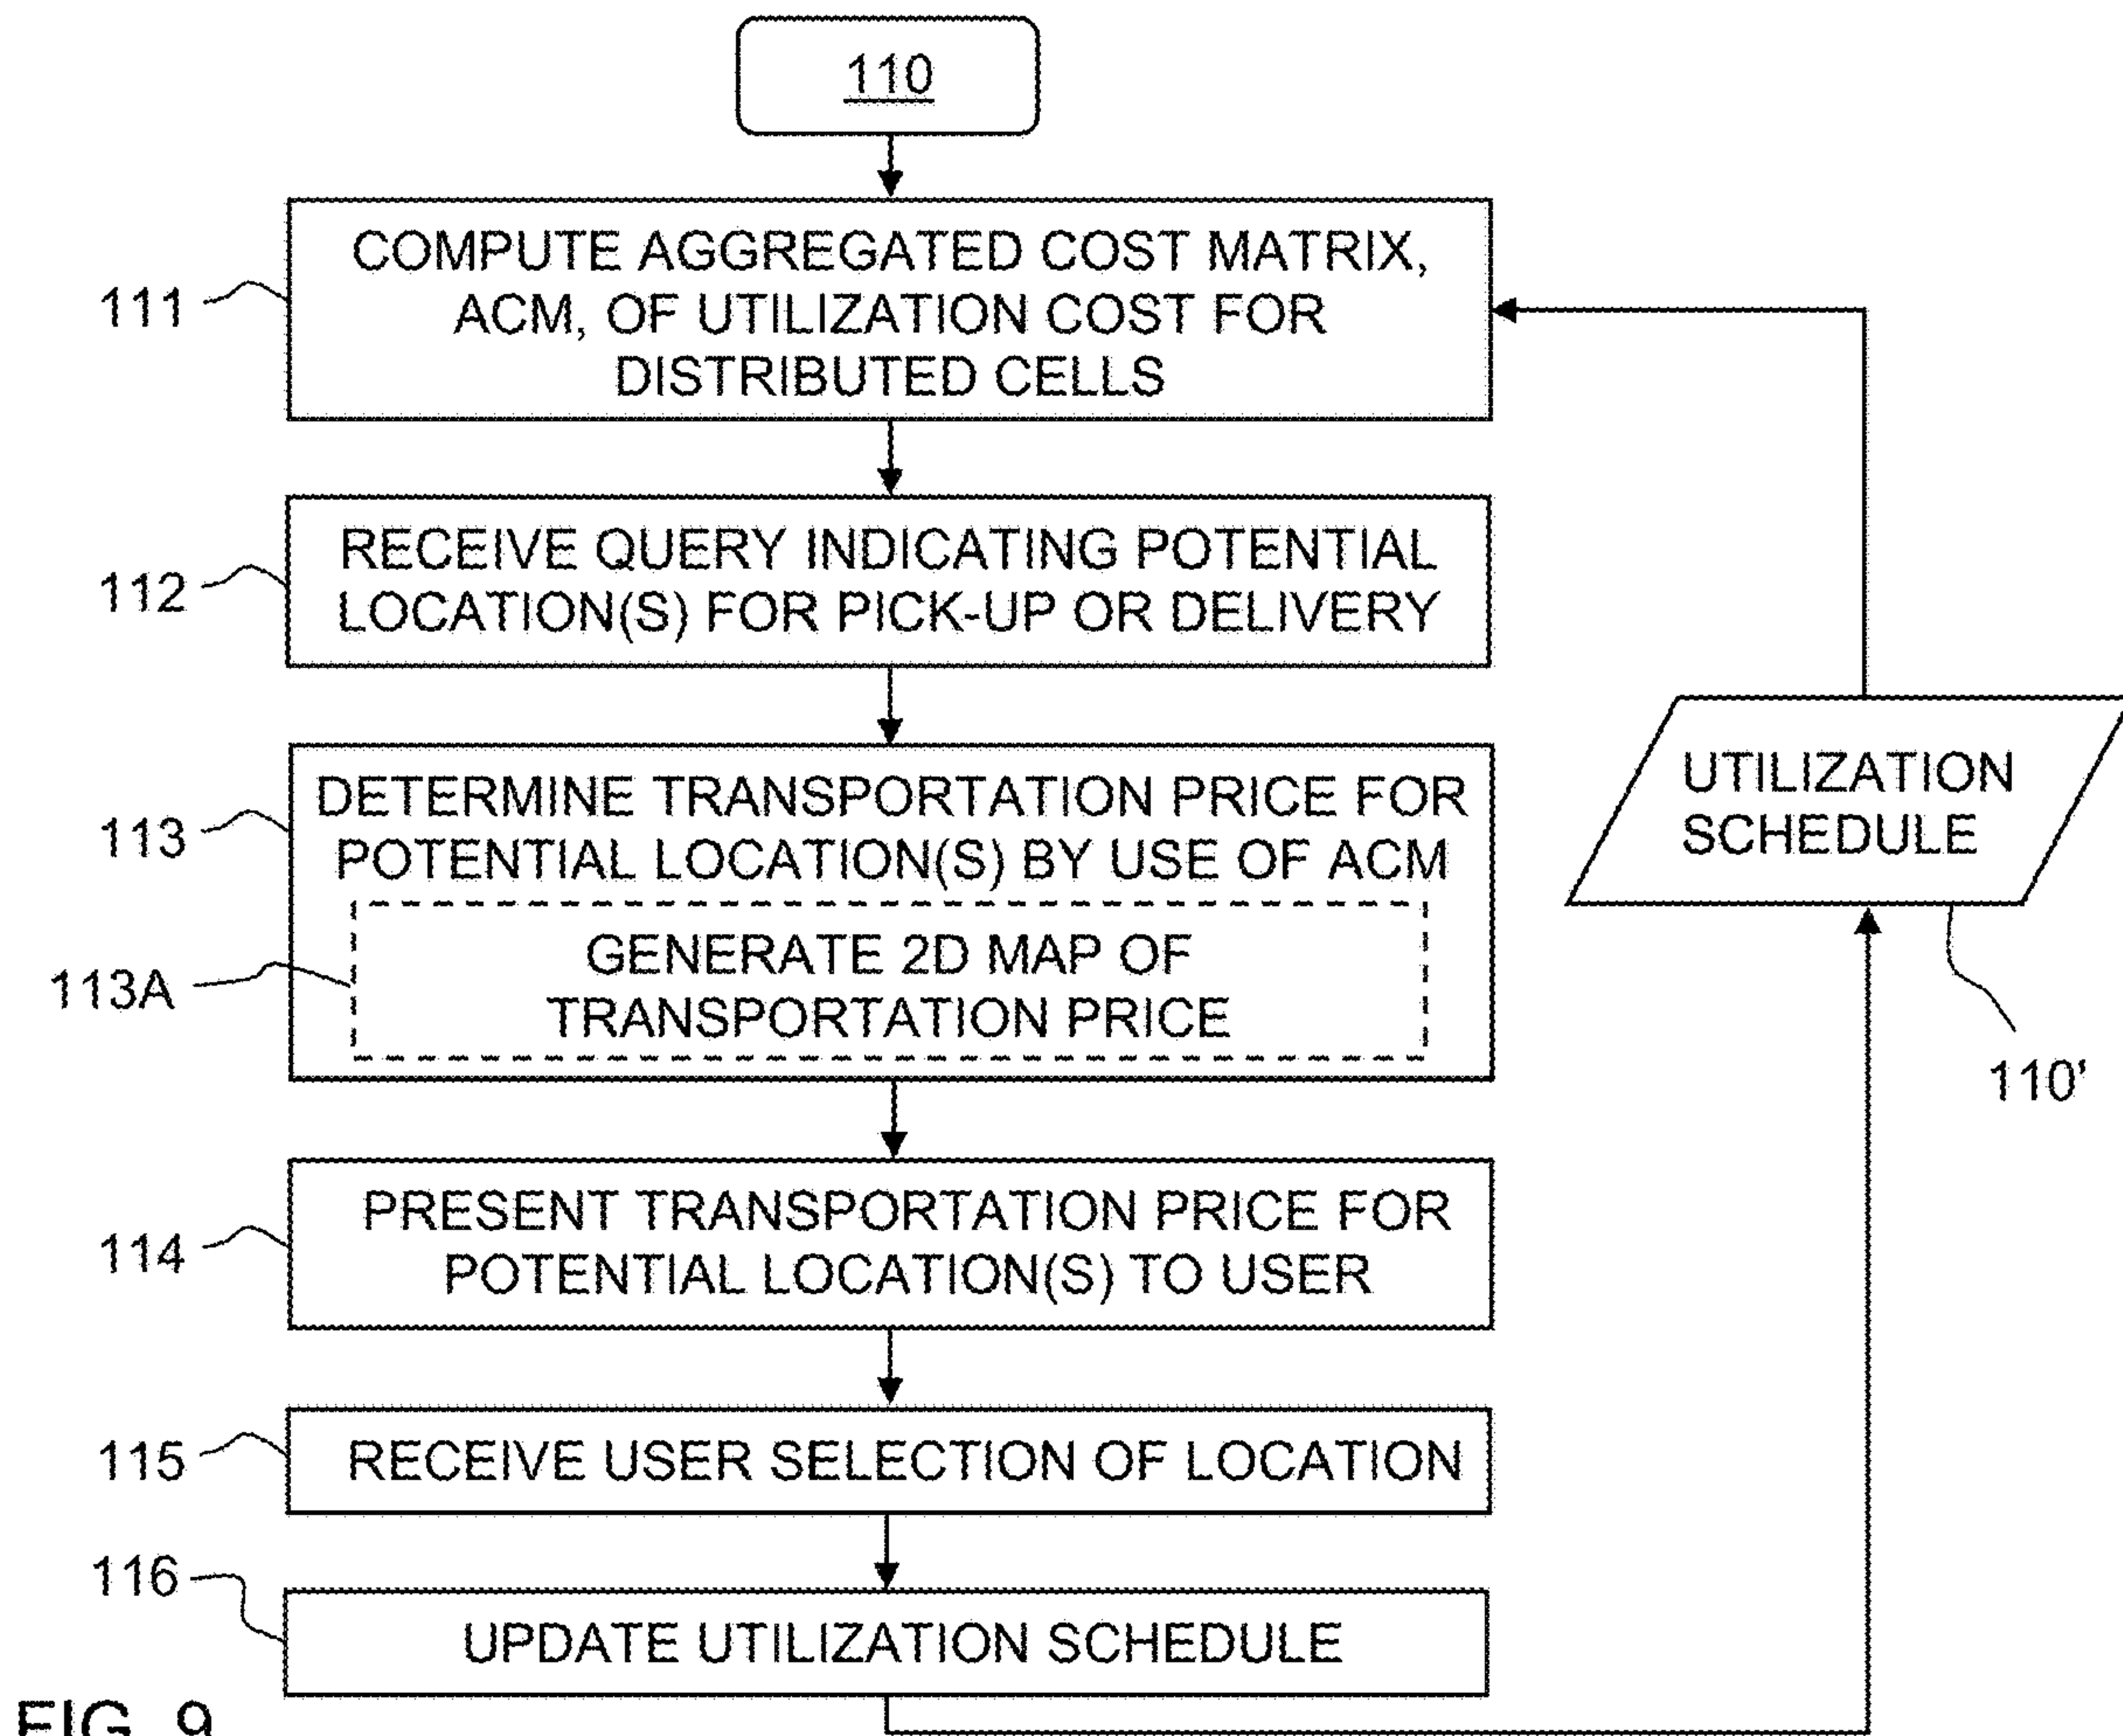 110
111
COMPUTE AGGREGATED COST MATRIX,
ACM, OF UTILIZATION COST FOR
DISTRIBUTED CELLS
112
RECEIVE QUERY INDICATING POTENTIAL
LOCATION(S) FOR PICK-UP OR DELIVERY
113
DETERMINE TRANSPORTATION PRICE FOR
POTENTIAL LOCATION(S) BY USE OF ACM
113A
GENERATE 2D MAP OF
TRANSPORTATION PRICE
UTILIZATION
SCHEDULE
110'
114
PRESENT TRANSPORTATION PRICE FOR
POTENTIAL LOCATION(S) TO USER
115
RECEIVE USER SELECTION OF LOCATION
116
UPDATE UTILIZATION SCHEDULE
FIG. 9